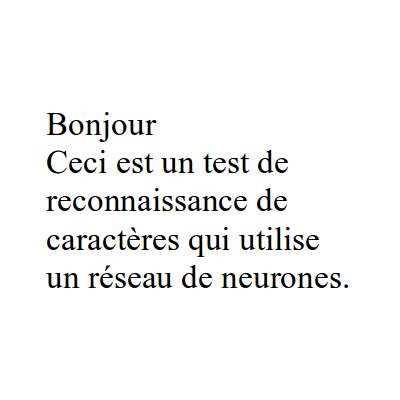 Bonjour
Ceci est un test de
reconnaissance de
caractères qui utilise
un réseau de neurones.